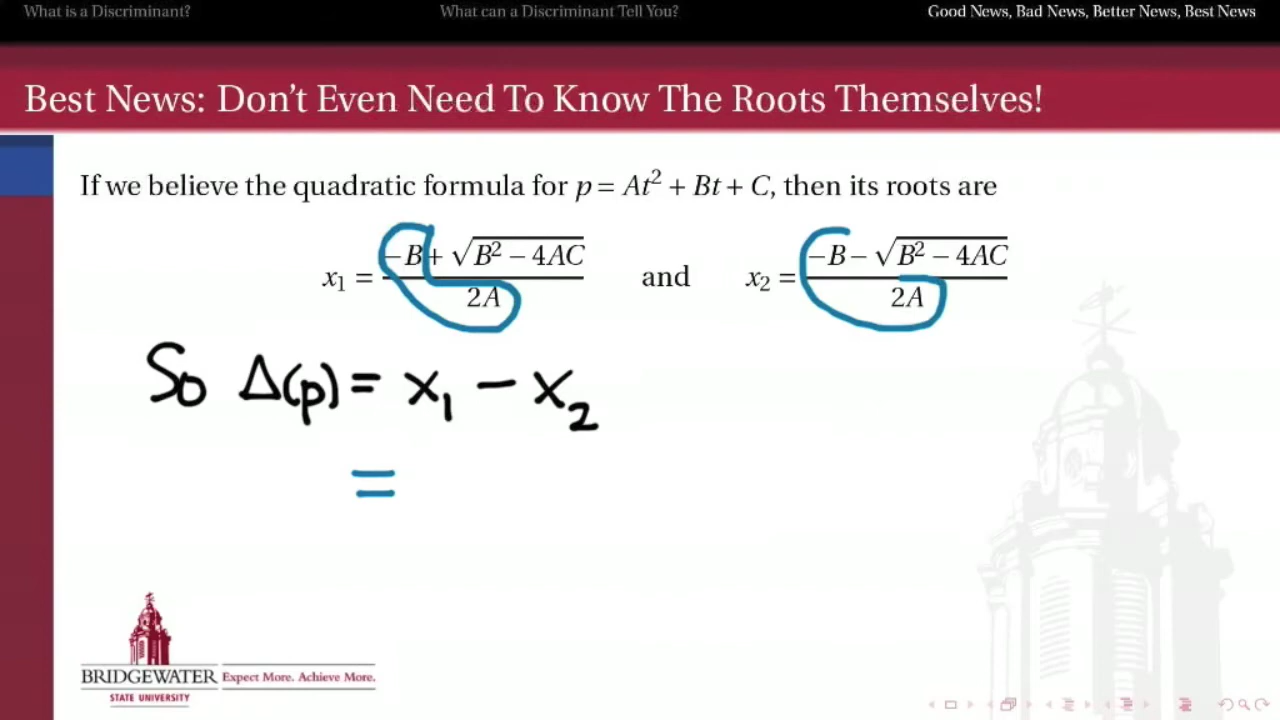 What is a Discriminant? What can a Discriminant Tell You? Good News, Bad News, Better News, Best News
Best News: Don't Even Need To Know The Roots Themselves!
If we believe the quadratic formula for p = At² + Bt + C, then its roots are
x₁ = (−B + √(B² − 4AC)) / 2A and x₂ = (−B − √(B² − 4AC)) / 2A
So Δ(p) = x₁ − x₂
=
BRIDGEWATER Expect More. Achieve More.
STATE UNIVERSITY